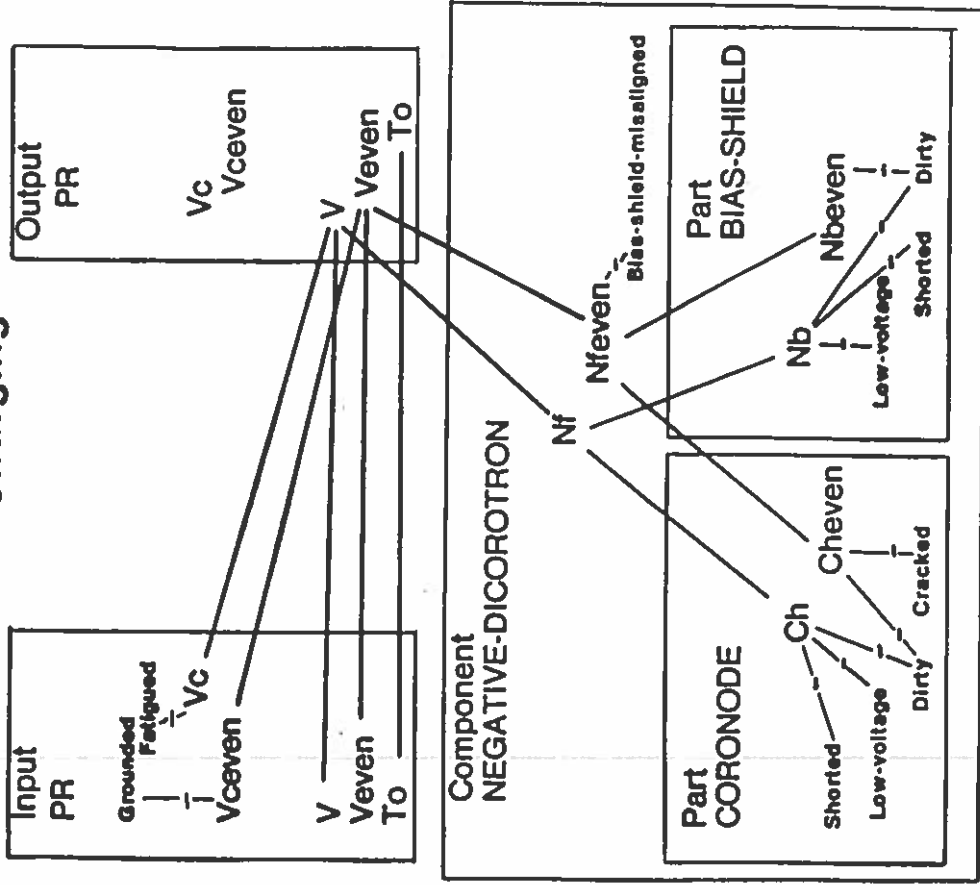 Input
PR
Grounded
Fatigued
Vc
Vceven
V
Veven
To
Output
PR
Vc
Vceven
V
Veven
To
Component
NEGATIVE-DICOROTRON
Nf
Nfeven
Bias-shield-misaligned
Part
CORONODE
Ch
Cheven
Shorted
Low-voltage
Dirty
Cracked
Part
BIAS-SHIELD
Nb
Nbeven
Low-voltage
Shorted
Dirty